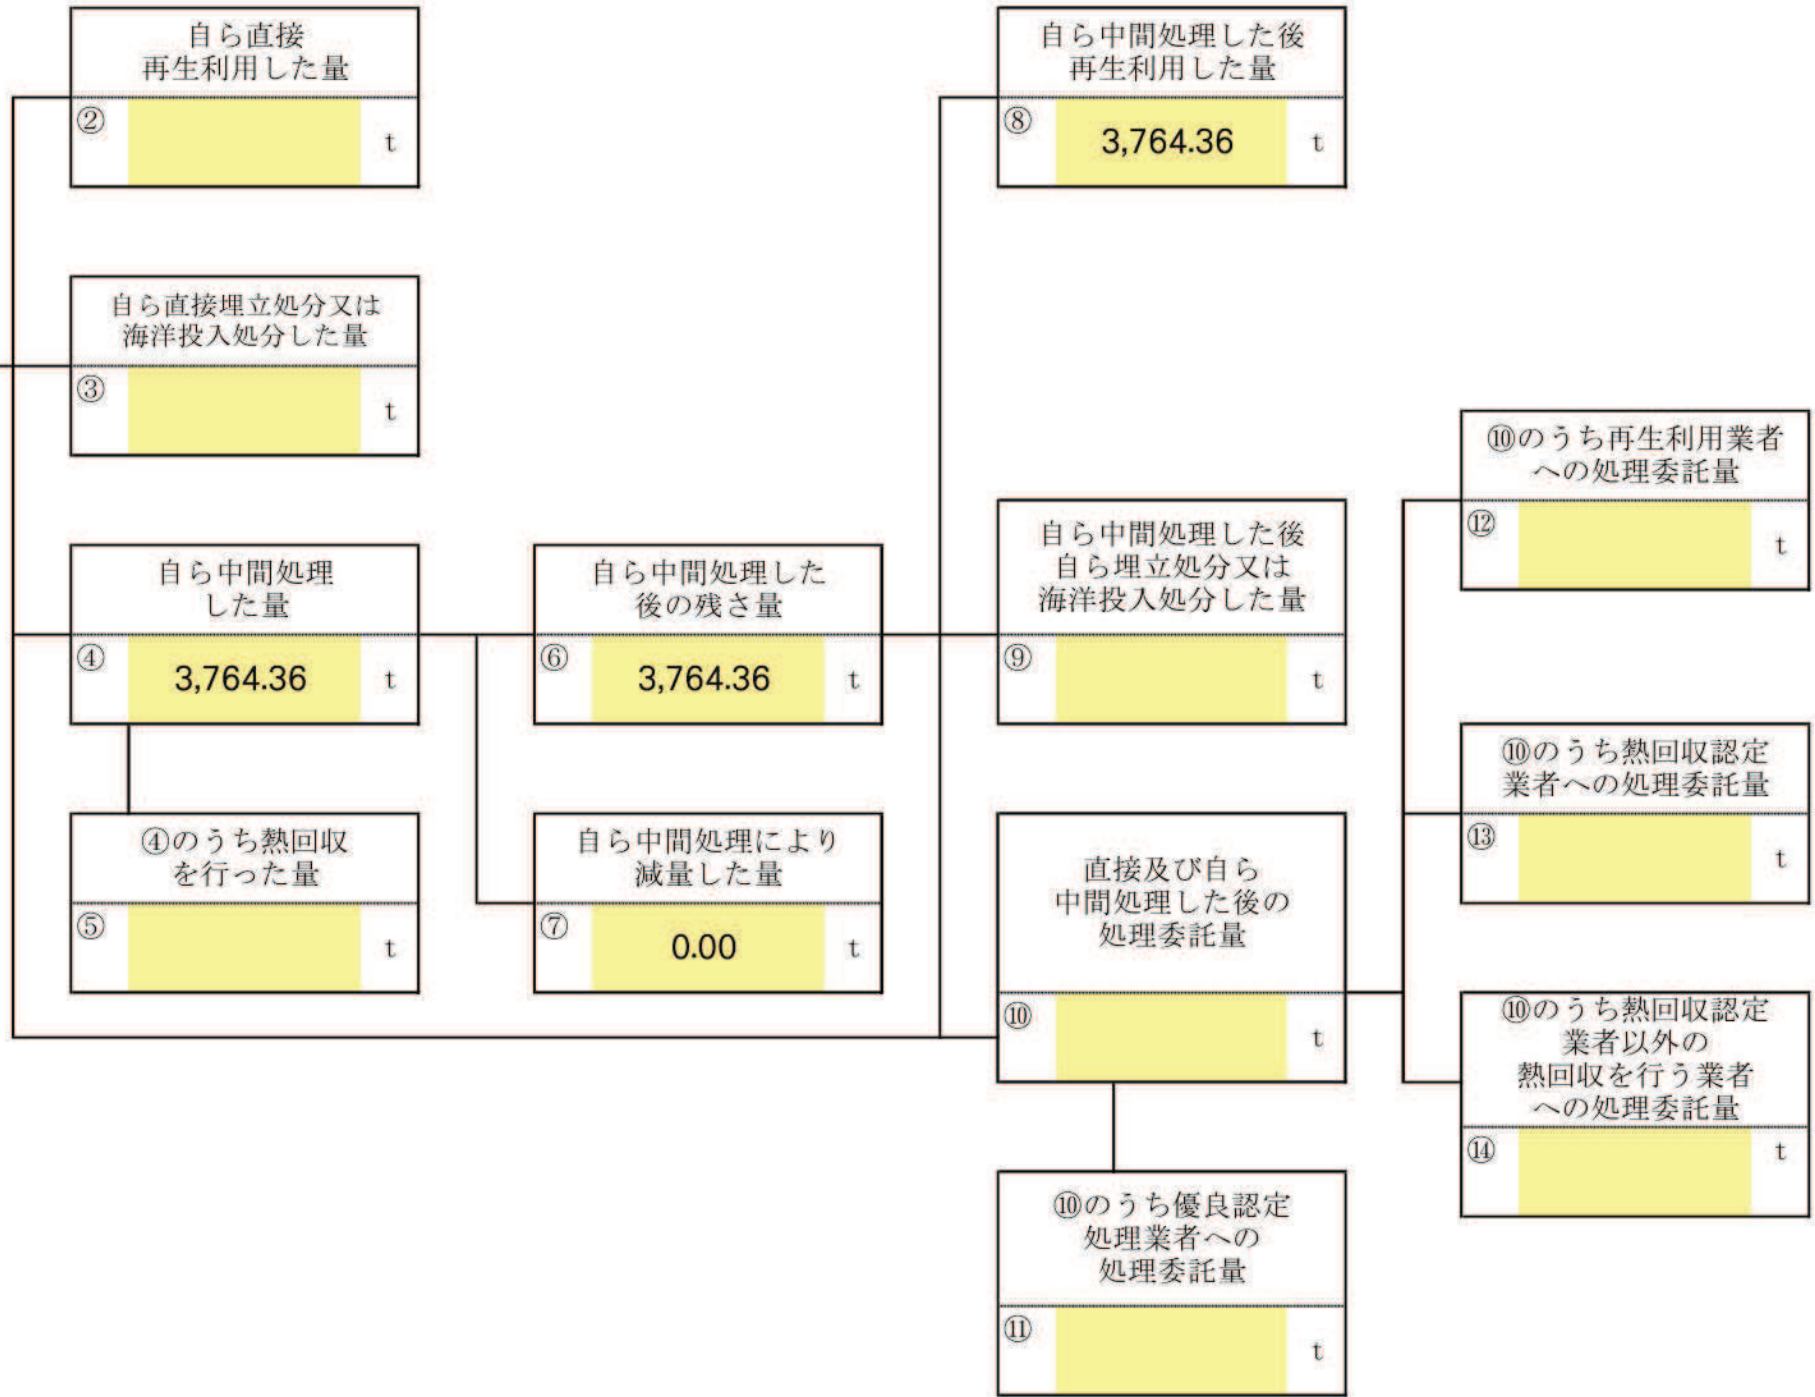 自ら直接
再生利用した量
②
t
自ら中間処理した後
再生利用した量
⑧
3,764.36
t
自ら直接埋立処分又は
海洋投入処分した量
③
t
⑩のうち再生利用業者
への処理委託量
⑫
t
自ら中間処理
した量
④
3,764.36
t
自ら中間処理した
後の残さ量
⑥
3,764.36
t
自ら中間処理した後
自ら埋立処分又は
海洋投入処分した量
⑨
t
⑩のうち熱回収認定
業者への処理委託量
⑬
t
④のうち熱回収
を行った量
⑤
t
自ら中間処理により
減量した量
⑦
0.00
t
直接及び自ら
中間処理した後の
処理委託量
⑩
t
⑩のうち熱回収認定
業者以外の
熱回収を行う業者
への処理委託量
⑭
t
⑩のうち優良認定
処理業者への
処理委託量
⑪
t